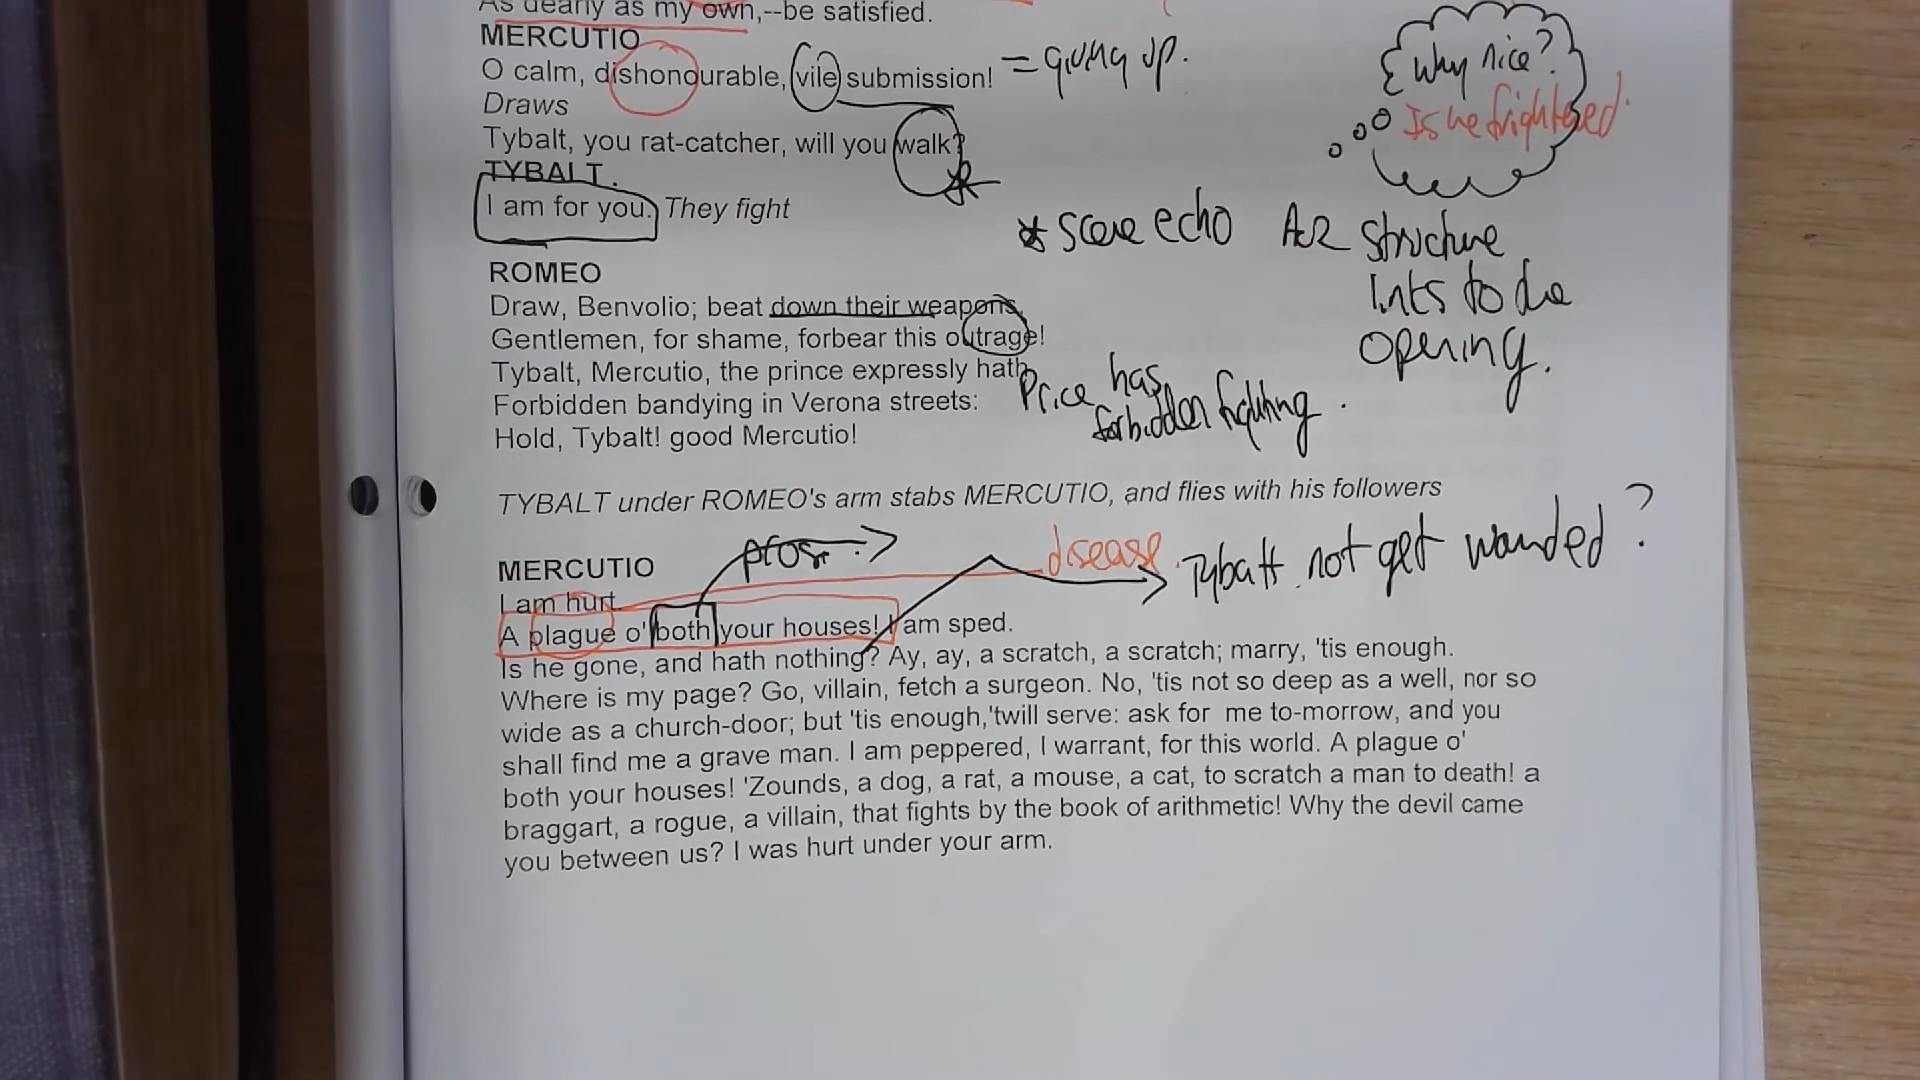 As dearly as my own,--be satisfied.
MERCUTIO
O calm, dishonourable, vile submission! = giving up.
Draws
Tybalt, you rat-catcher, will you walk?
TYBALT
I am for you. They fight
Why nice?
Is he frightened.
* Scene echo
structure
links to the
opening.
ROMEO
Draw, Benvolio; beat down their weapons.
Gentlemen, for shame, forbear this outrage!
Tybalt, Mercutio, the prince expressly hath
Forbidden bandying in Verona streets:
Hold, Tybalt! good Mercutio!
Price has
forbidden fighting.
TYBALT under ROMEO's arm stabs MERCUTIO, and flies with his followers
disease. Tybalt not get wounded?
MERCUTIO
I am hurt.
A plague o' both your houses! I am sped.
Is he gone, and hath nothing? Ay, ay, a scratch, a scratch; marry, 'tis enough.
Where is my page? Go, villain, fetch a surgeon. No, 'tis not so deep as a well, nor so
wide as a church-door; but 'tis enough,'twill serve: ask for me to-morrow, and you
shall find me a grave man. I am peppered, I warrant, for this world. A plague o'
both your houses! 'Zounds, a dog, a rat, a mouse, a cat, to scratch a man to death! a
braggart, a rogue, a villain, that fights by the book of arithmetic! Why the devil came
you between us? I was hurt under your arm.